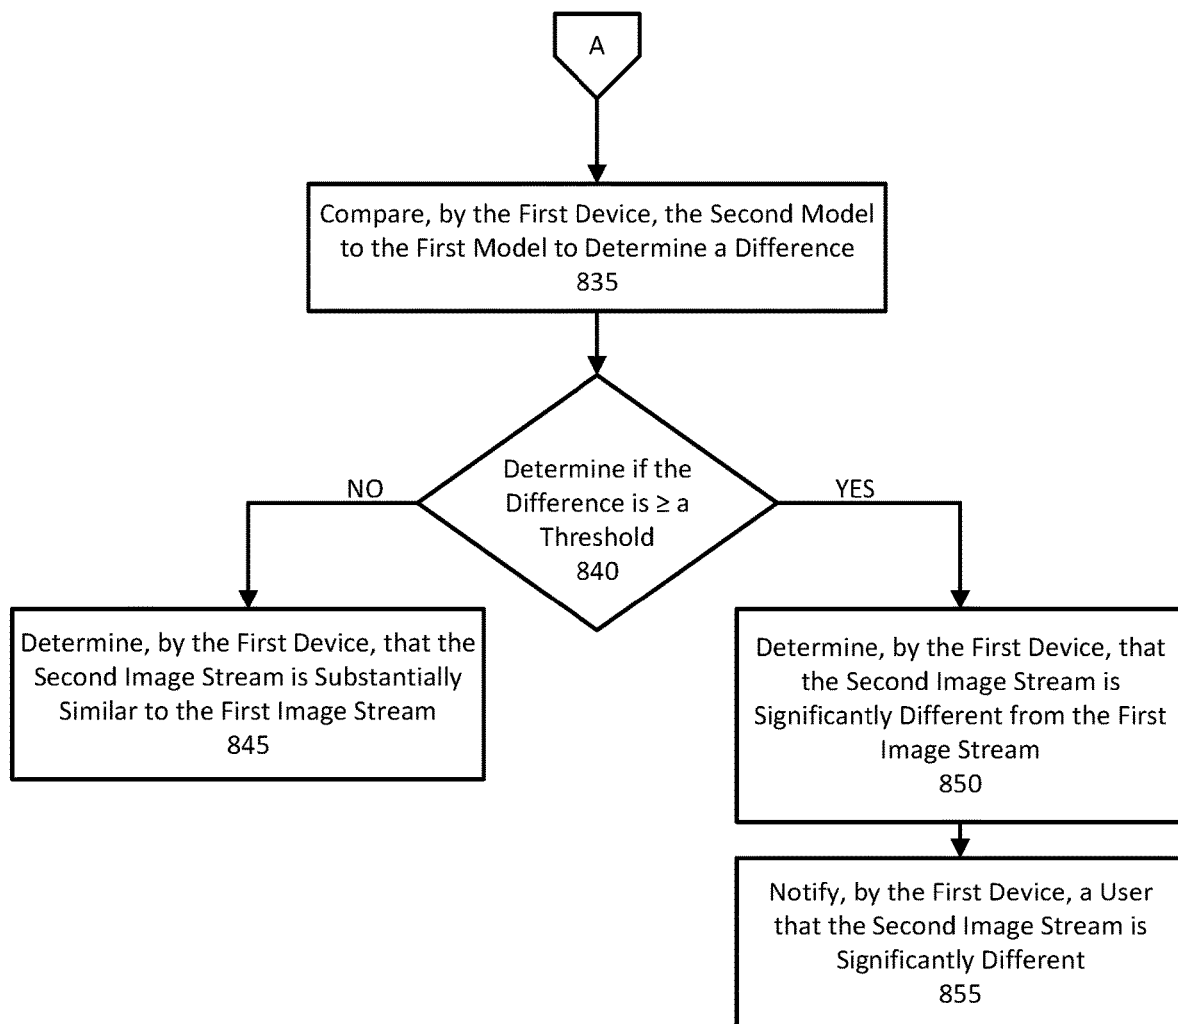 A
Compare, by the First Device, the Second Model
to the First Model to Determine a Difference
835
Determine if the
Difference is ≥ a
Threshold
840
NO
YES
Determine, by the First Device, that the
Second Image Stream is Substantially
Similar to the First Image Stream
845
Determine, by the First Device, that
the Second Image Stream is
Significantly Different from the First
Image Stream
850
Notify, by the First Device, a User
that the Second Image Stream is
Significantly Different
855